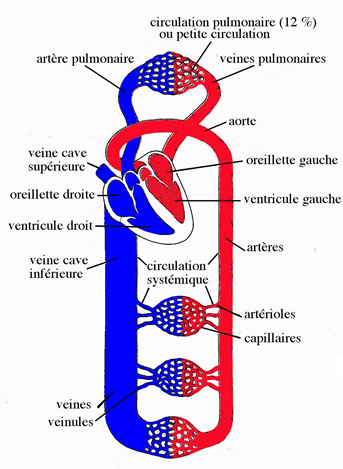 circulation pulmonaire (12 %)
ou petite circulation
artère pulmonaire
veines pulmonaires
aorte
veine cave
supérieure
oreillette gauche
oreillette droite
ventricule gauche
ventricule droit
artères
veine cave
inférieure
circulation
systémique
artérioles
capillaires
veines
veinules